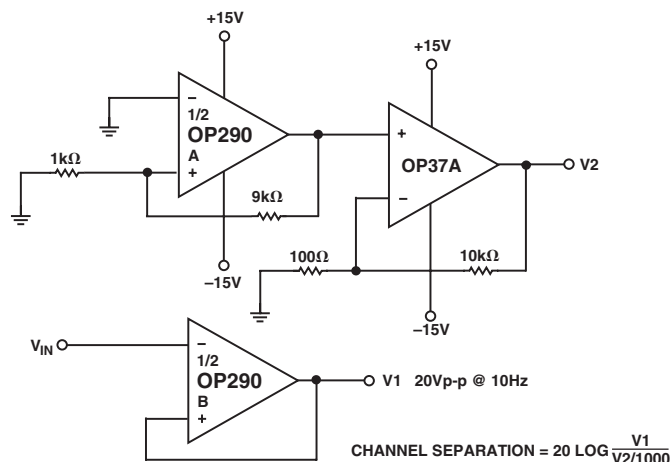 +15V
+15V
−
1/2
OP290
A
+
1kΩ
9kΩ
−15V
+
OP37A
−
V2
100Ω
10kΩ
−15V
VIN
−
1/2
OP290
B
+
V1 20Vp-p @ 10Hz
CHANNEL SEPARATION = 20 LOG V1
V2/1000